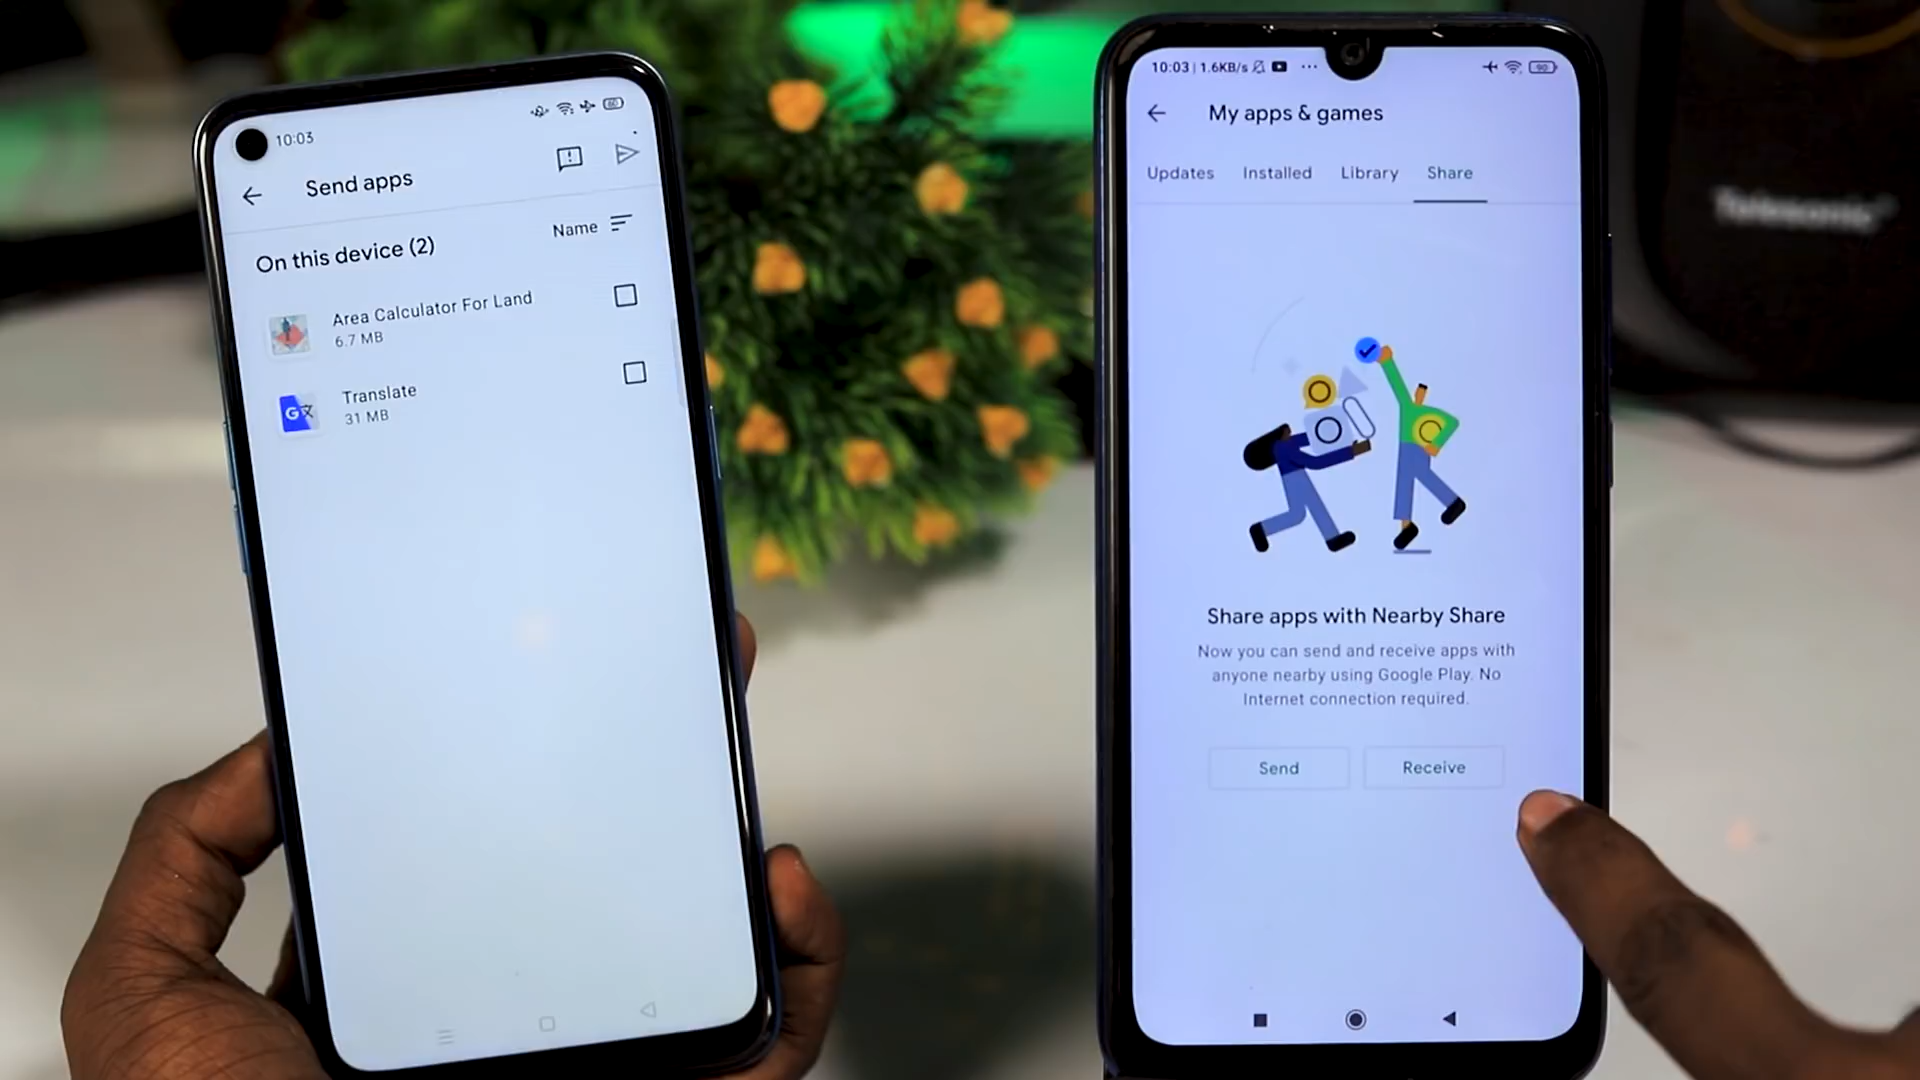 10:03
Send apps
On this device (2)
Name
Area Calculator For Land
6.7 MB
Translate
31 MB
10:03 | 1.6KB/s
90
My apps & games
Updates
Installed
Library
Share
Share apps with Nearby Share
Now you can send and receive apps with
anyone nearby using Google Play. No
Internet connection required.
Send
Receive
Telesonic